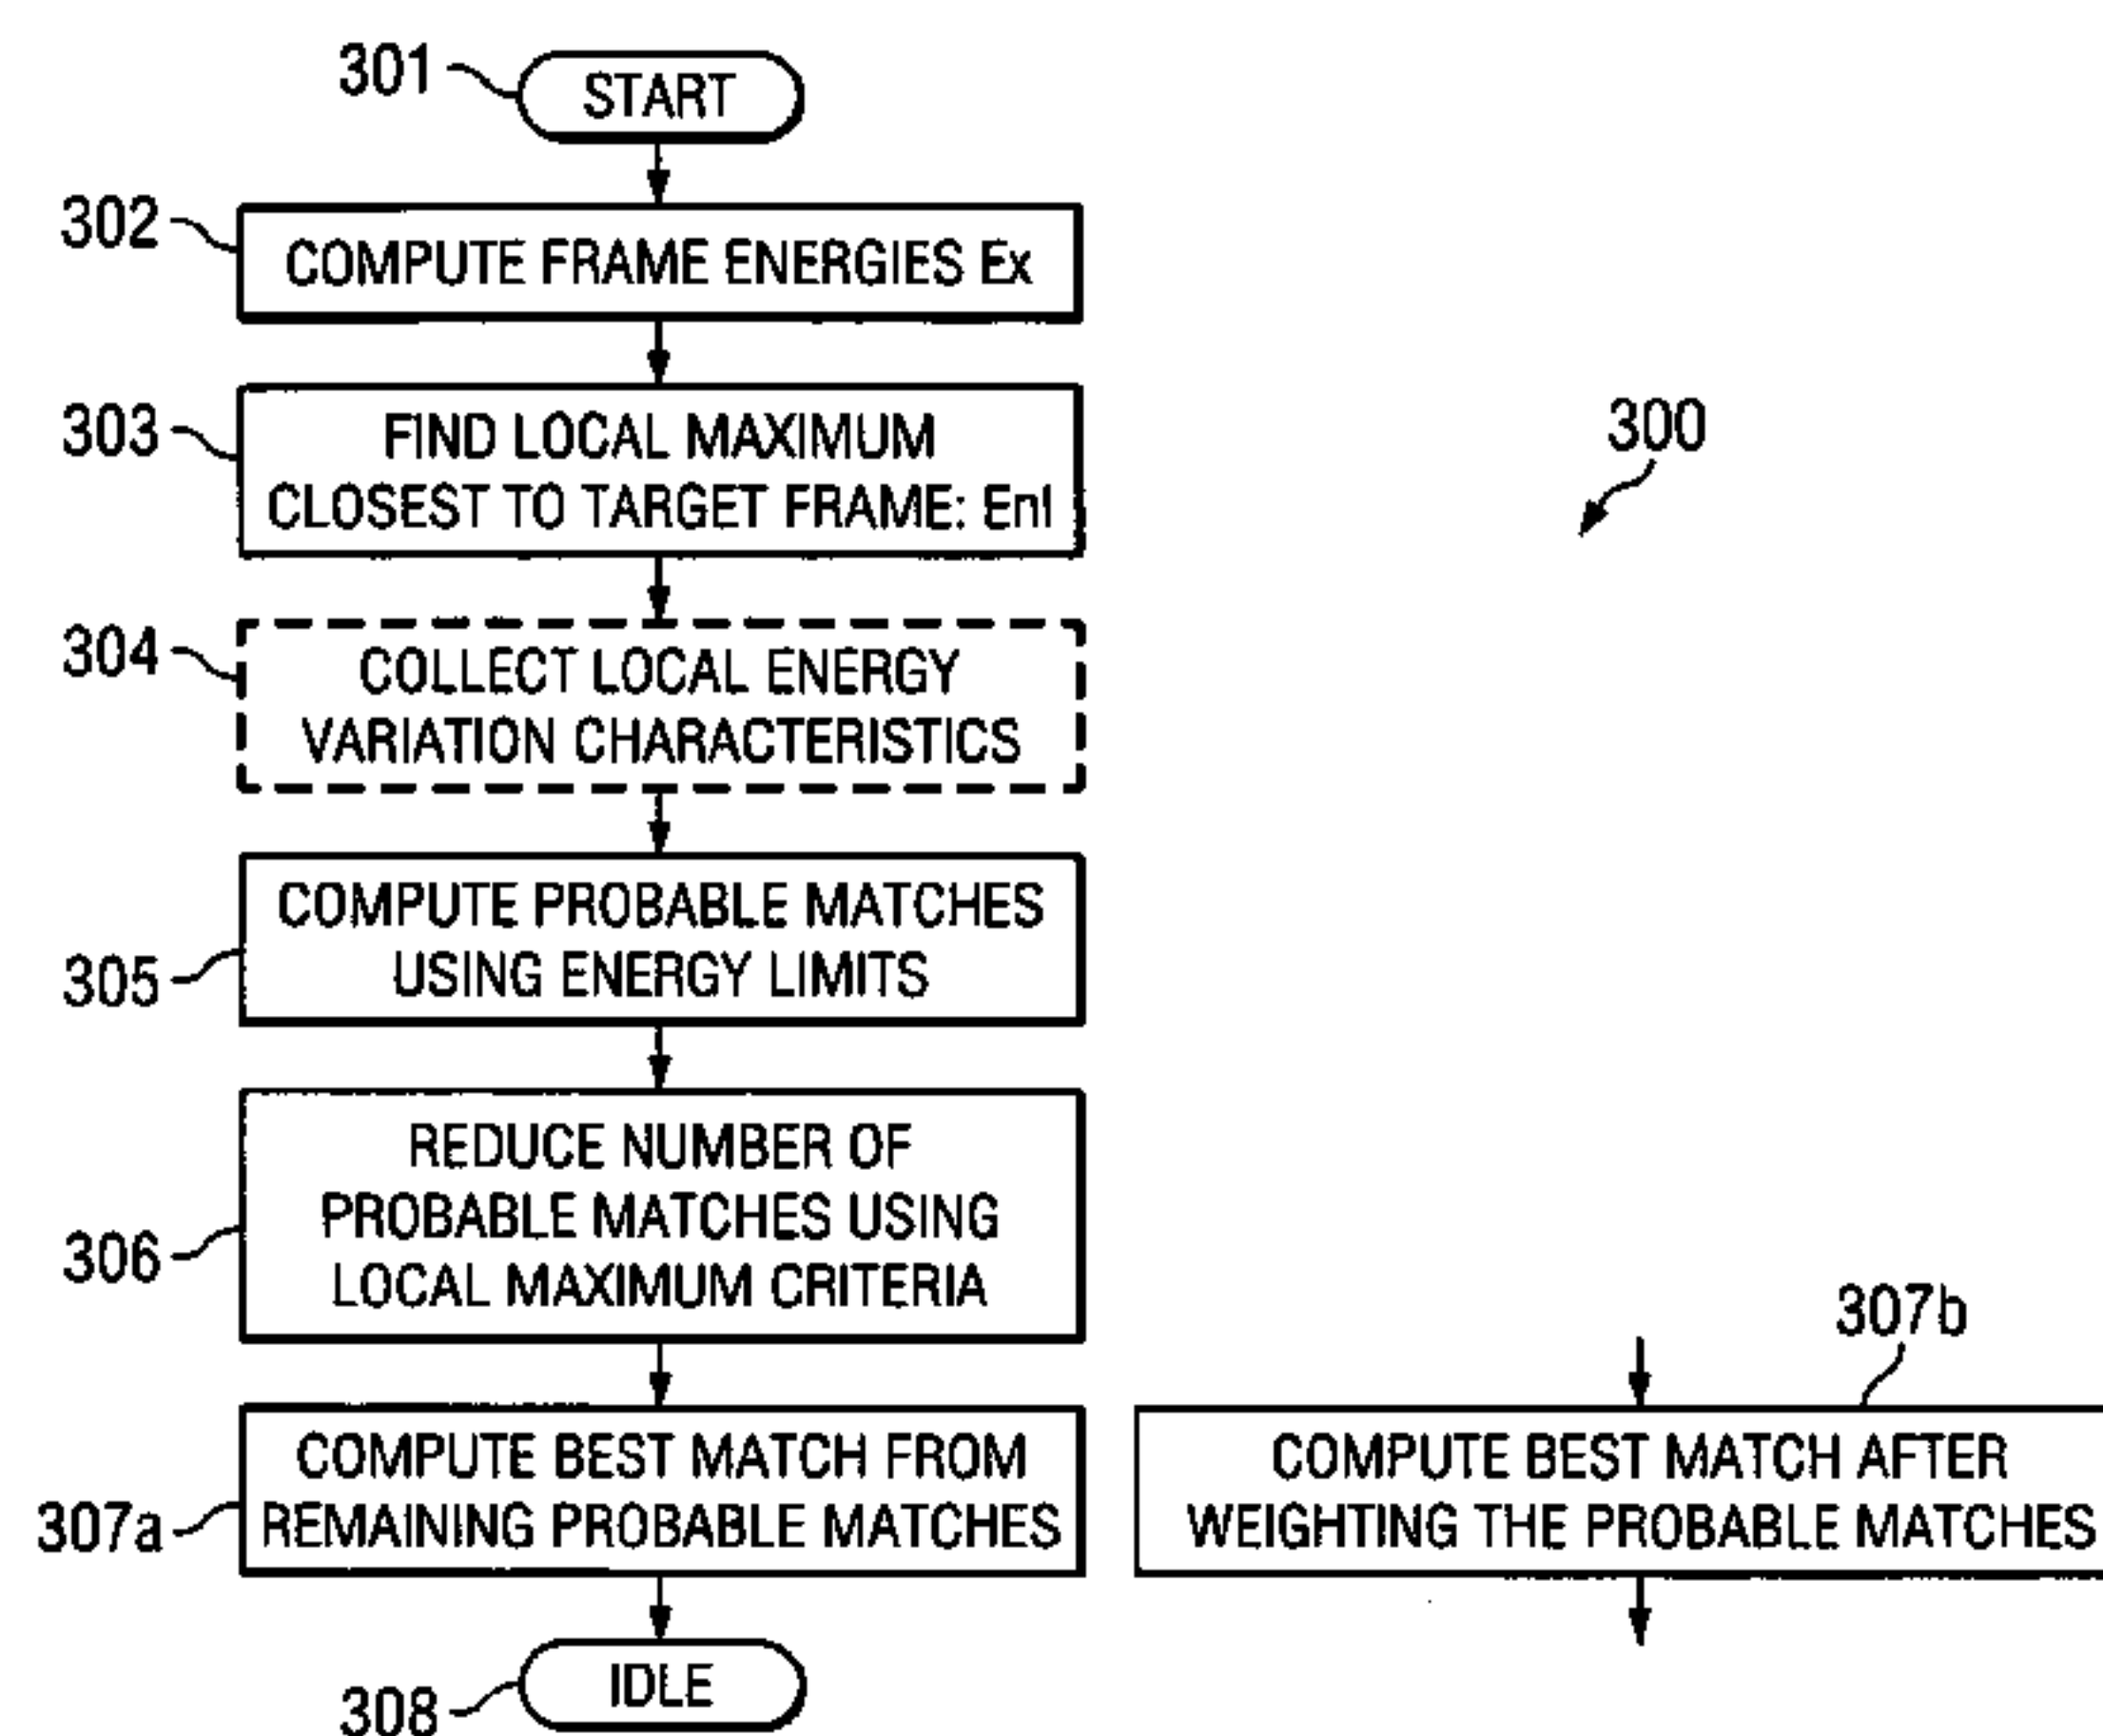 301
START
302
COMPUTE FRAME ENERGIES Ex
303
FIND LOCAL MAXIMUM
CLOSEST TO TARGET FRAME: En1
300
304
COLLECT LOCAL ENERGY
VARIATION CHARACTERISTICS
305
COMPUTE PROBABLE MATCHES
USING ENERGY LIMITS
306
REDUCE NUMBER OF
PROBABLE MATCHES USING
LOCAL MAXIMUM CRITERIA
307a
COMPUTE BEST MATCH FROM
REMAINING PROBABLE MATCHES
307b
COMPUTE BEST MATCH AFTER
WEIGHTING THE PROBABLE MATCHES
308
IDLE